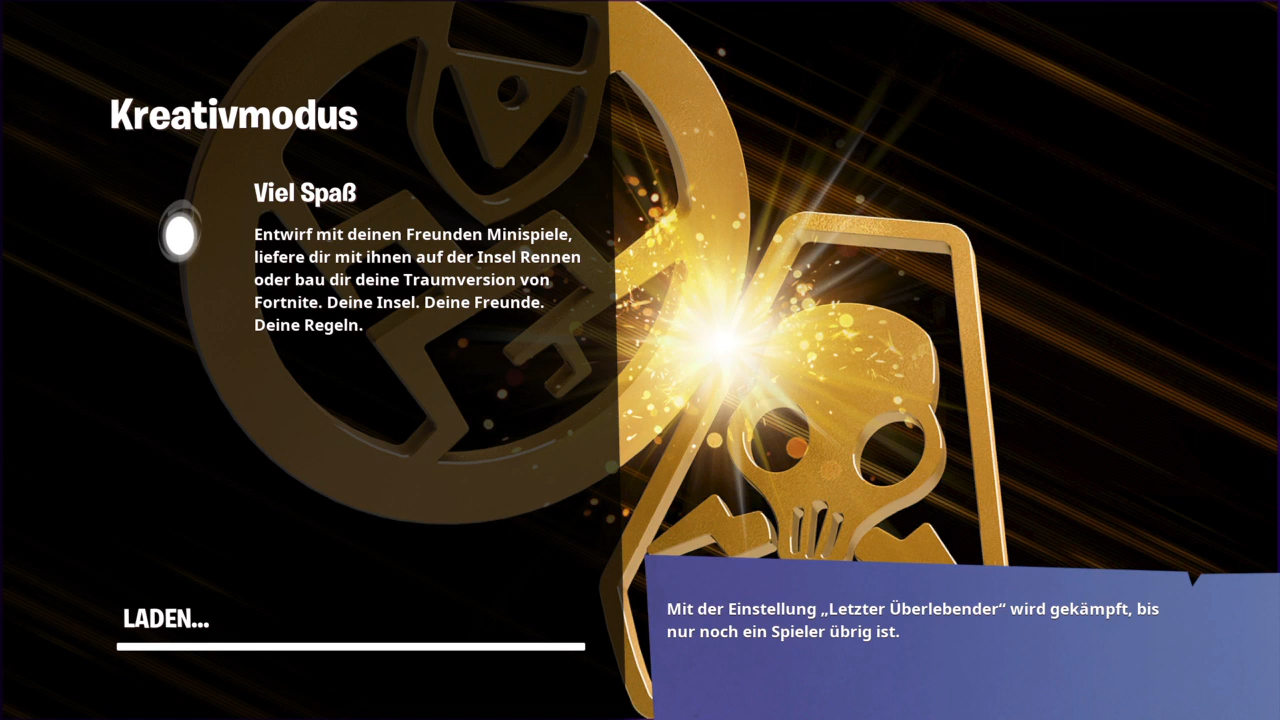 Kreativmodus
Viel Spaß
Entwirf mit deinen Freunden Minispiele,
liefere dir mit ihnen auf der Insel Rennen
oder bau dir deine Traumversion von
Fortnite. Deine Insel. Deine Freunde.
Deine Regeln.
LADEN...
Mit der Einstellung „Letzter Überlebender“ wird gekämpft, bis
nur noch ein Spieler übrig ist.